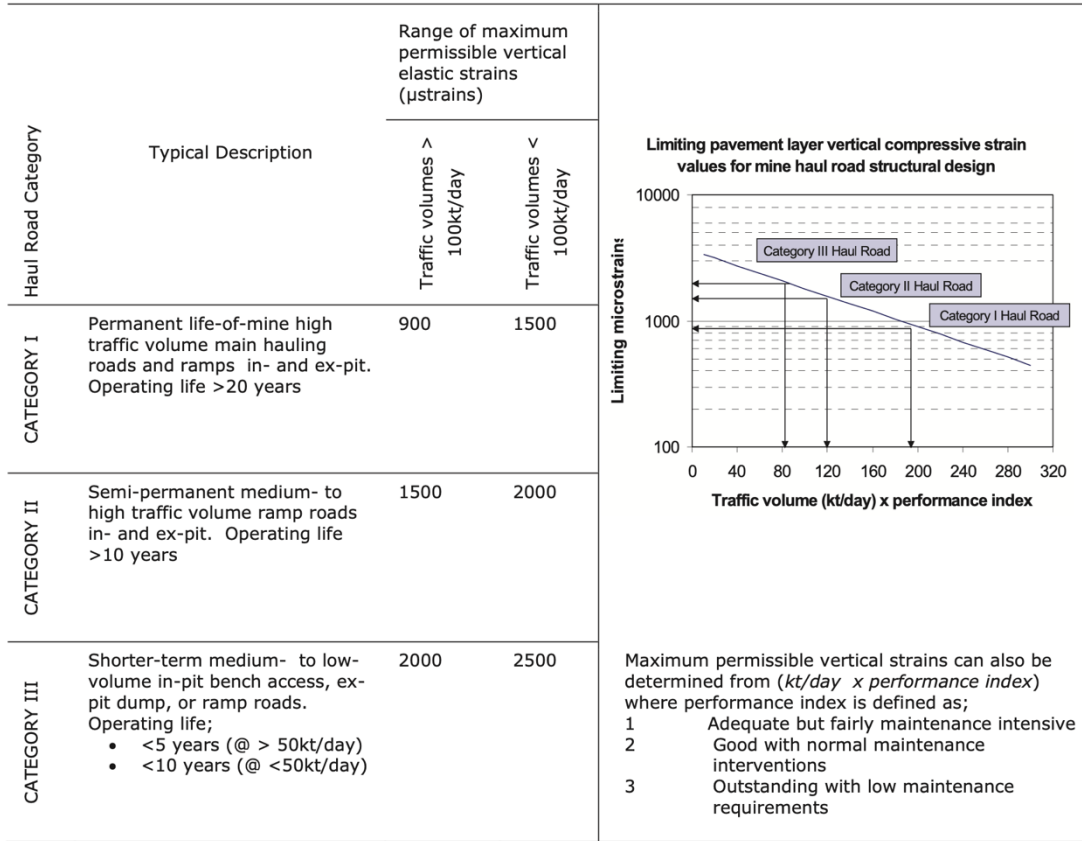 Haul Road Category
Typical Description
Range of maximum
permissible vertical
elastic strains
(µstrains)
Traffic volumes >
100kt/day
Traffic volumes <
100kt/day
CATEGORY I
Permanent life-of-mine high
traffic volume main hauling
roads and ramps in- and ex-pit.
Operating life >20 years
900
1500
CATEGORY II
Semi-permanent medium- to
high traffic volume ramp roads
in- and ex-pit. Operating life
>10 years
1500
2000
CATEGORY III
Shorter-term medium- to low-
volume in-pit bench access, ex-
pit dump, or ramp roads.
Operating life;
• <5 years (@ > 50kt/day)
• <10 years (@ <50kt/day)
2000
2500
Limiting pavement layer vertical compressive strain
values for mine haul road structural design
Limiting microstrains
10000
1000
100
Category III Haul Road
Category II Haul Road
Category I Haul Road
0 40 80 120 160 200 240 280 320
Traffic volume (kt/day) x performance index
Maximum permissible vertical strains can also be
determined from (kt/day x performance index)
where performance index is defined as;
1 Adequate but fairly maintenance intensive
2 Good with normal maintenance
interventions
3 Outstanding with low maintenance
requirements